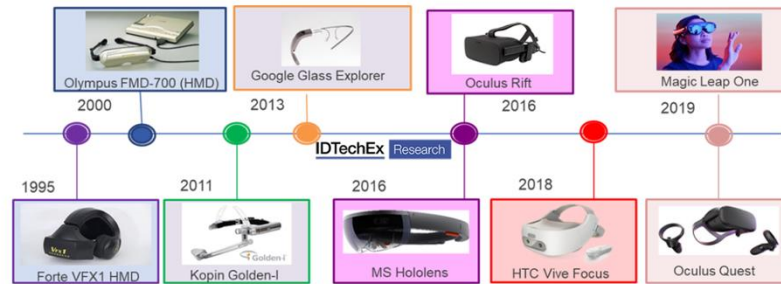 Olympus FMD-700 (HMD)
Google Glass Explorer
Oculus Rift
Magic Leap One
2000
2013
2016
2019
IDTechEx Research
1995
2011
2016
2018
Forte VFX1 HMD
Golden-i
Kopin Golden-I
MS Hololens
HTC Vive Focus
Oculus Quest